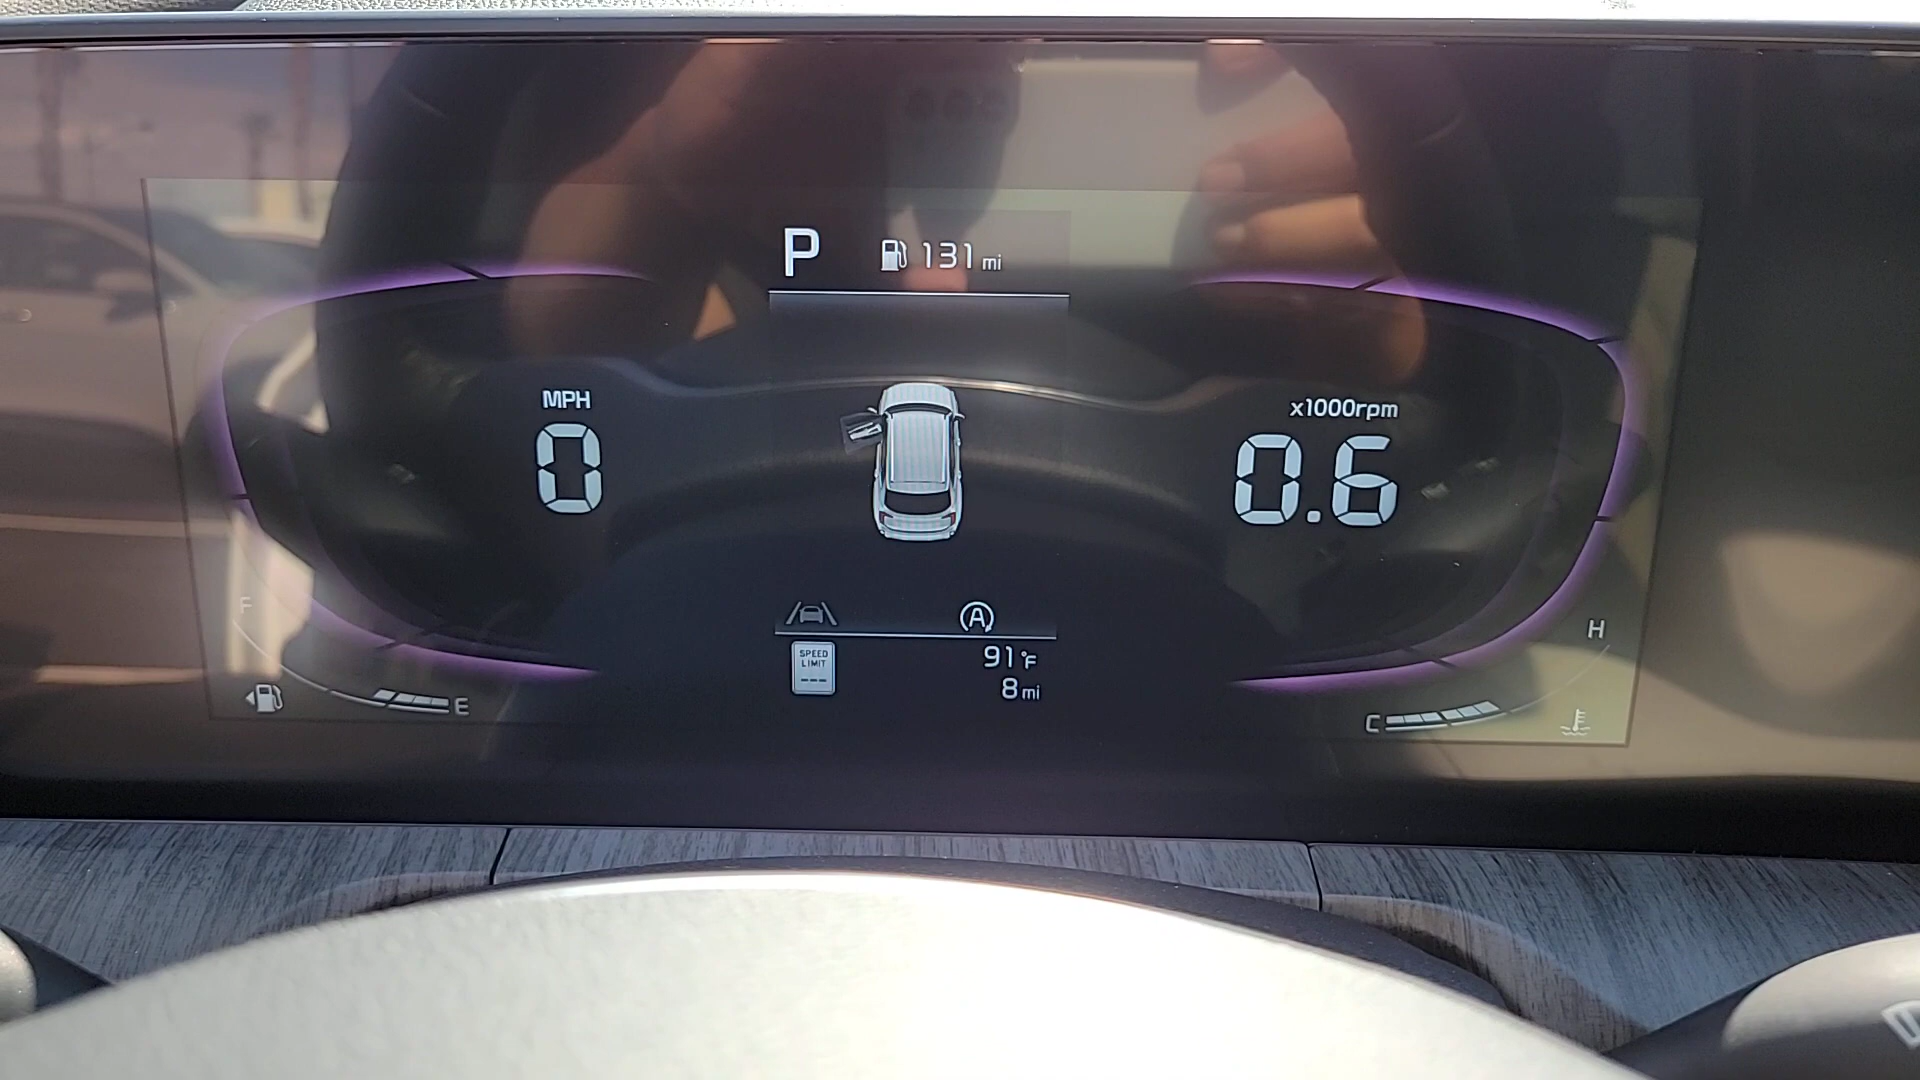 P 131 mi
MPH
0
x1000rpm
0.6
A
SPEED
LIMIT
---
91°F
8 mi
F
E
H
C